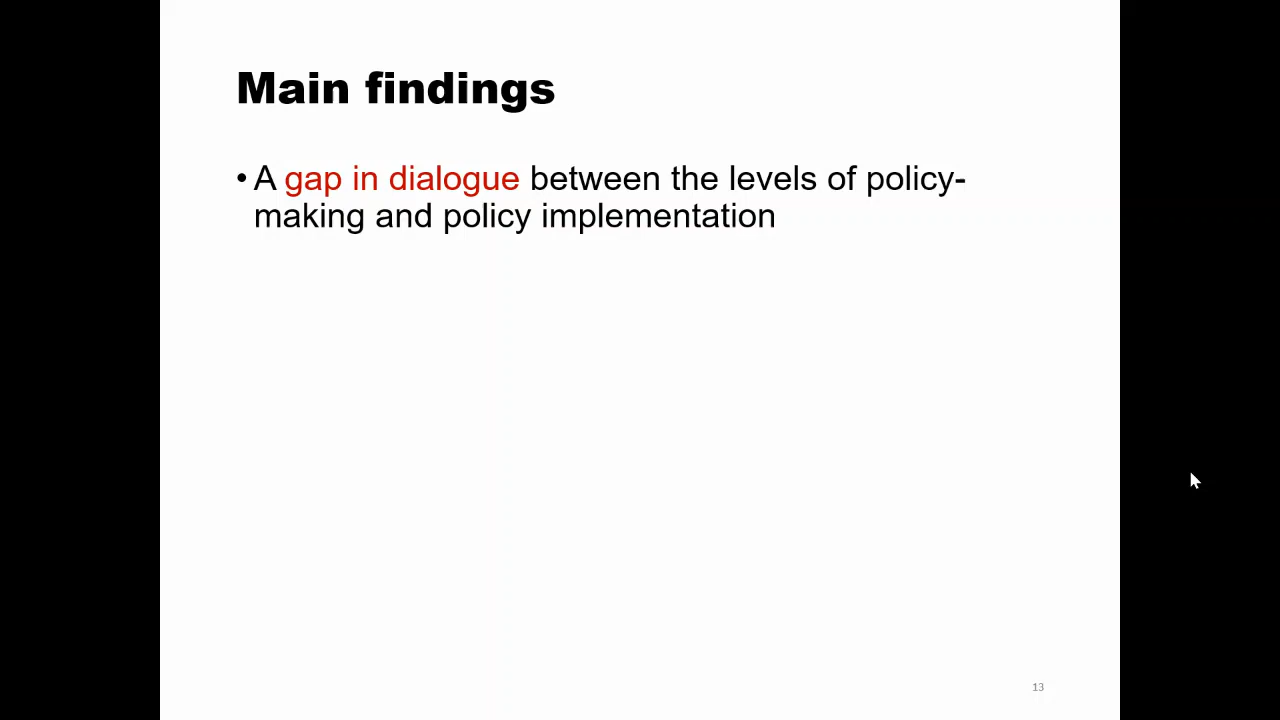 Main findings
• A gap in dialogue between the levels of policy-
making and policy implementation
13